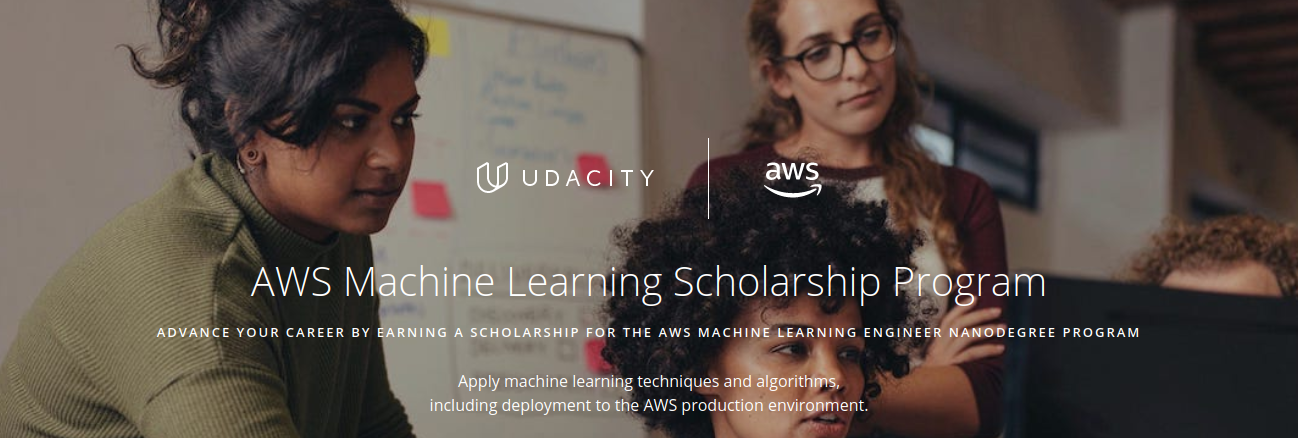 UDACITY
aws
AWS Machine Learning Scholarship Program
ADVANCE YOUR CAREER BY EARNING A SCHOLARSHIP FOR THE AWS MACHINE LEARNING ENGINEER NANODEGREE PROGRAM
Apply machine learning techniques and algorithms,
including deployment to the AWS production environment.